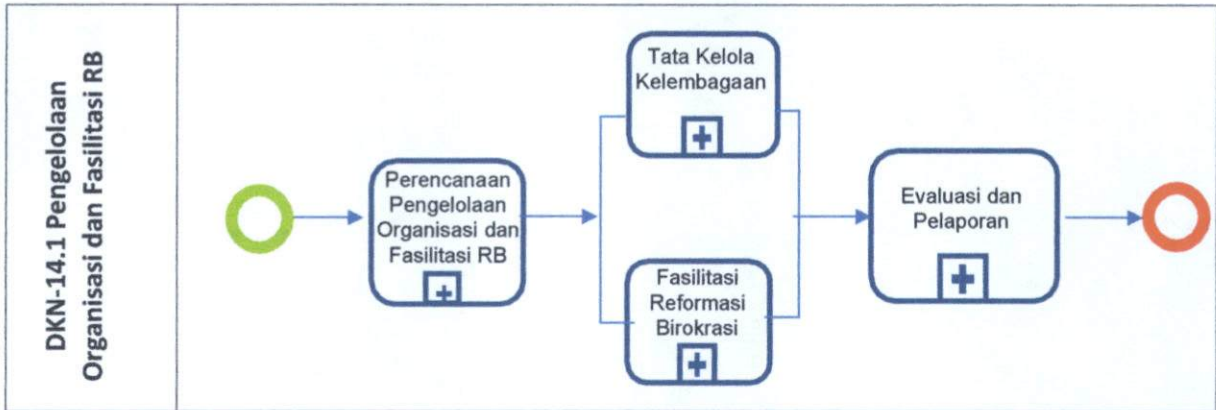 DKN-14.1 Pengelolaan
Organisasi dan Fasilitasi RB
Perencanaan
Pengelolaan
Organisasi dan
Fasilitasi RB
Tata Kelola
Kelembagaan
Fasilitasi
Reformasi
Birokrasi
Evaluasi dan
Pelaporan